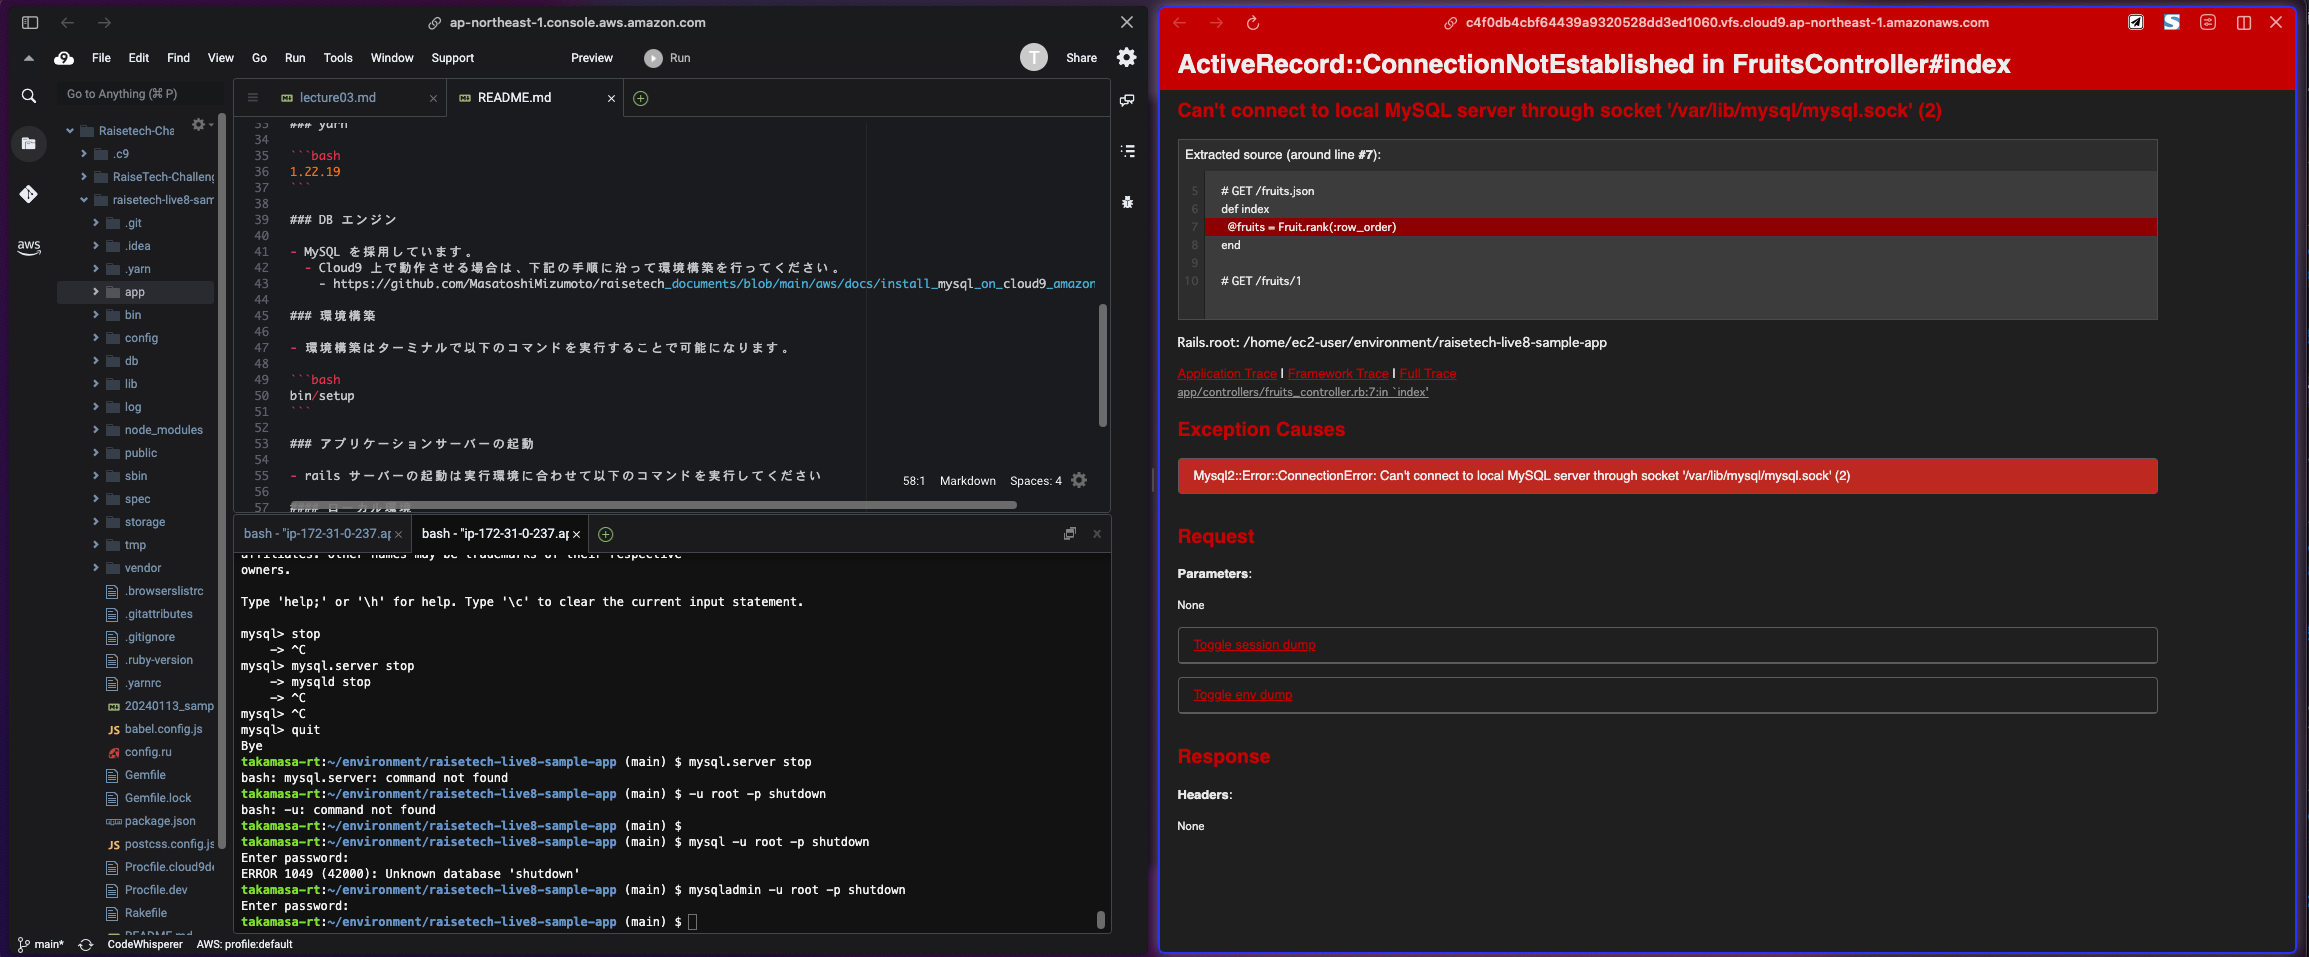 ap-northeast-1.console.aws.amazon.com
File Edit Find View Go Run Tools Window Support Preview Run T Share
Go to Anything (⌘ P)
Raisetech-Cha
.c9
RaiseTech-Challeng
raisetech-live8-sam
.git
.idea
.yarn
app
bin
config
db
lib
log
node_modules
public
sbin
spec
storage
tmp
vendor
.browserslistrc
.gitattributes
.gitignore
.ruby-version
.yarnrc
20240113_samp
babel.config.js
config.ru
Gemfile
Gemfile.lock
package.json
postcss.config.js
Procfile.cloud9de
Procfile.dev
Rakefile
README.md
aws
lecture03.md
README.md
33 ### yarn
34
35 ```bash
36 1.22.19
37 ```
38
39 ### DB エンジン
40
41 - MySQL を採用しています。
42 - Cloud9 上で動作させる場合は、下記の手順に沿って環境構築を行ってください。
43 - https://github.com/MasatoshiMizumoto/raisetech_documents/blob/main/aws/docs/install_mysql_on_cloud9_amazon
44
45 ### 環境構築
46
47 - 環境構築はターミナルで以下のコマンドを実行することで可能になります。
48
49 ```bash
50 bin/setup
51 ```
52
53 ### アプリケーションサーバーの起動
54
55 - rails サーバーの起動は実行環境に合わせて以下のコマンドを実行してください
56
57 #### ローカル環境
58:1 Markdown Spaces: 4
bash - "ip-172-31-0-237.ap
bash - "ip-172-31-0-237.ap
affiliates. Other names may be trademarks of their respective
owners.
Type 'help;' or '\h' for help. Type '\c' to clear the current input statement.
mysql> stop
-> ^C
mysql> mysql.server stop
-> mysqld stop
-> ^C
mysql> ^C
mysql> quit
Bye
takamasa-rt:~/environment/raisetech-live8-sample-app (main) $ mysql.server stop
bash: mysql.server: command not found
takamasa-rt:~/environment/raisetech-live8-sample-app (main) $ -u root -p shutdown
bash: -u: command not found
takamasa-rt:~/environment/raisetech-live8-sample-app (main) $
takamasa-rt:~/environment/raisetech-live8-sample-app (main) $ mysql -u root -p shutdown
Enter password:
ERROR 1049 (42000): Unknown database 'shutdown'
takamasa-rt:~/environment/raisetech-live8-sample-app (main) $ mysqladmin -u root -p shutdown
Enter password:
takamasa-rt:~/environment/raisetech-live8-sample-app (main) $
main* CodeWhisperer AWS: profile:default
c4f0db4cbf64439a9320528dd3ed1060.vfs.cloud9.ap-northeast-1.amazonaws.com
ActiveRecord::ConnectionNotEstablished in FruitsController#index
Can't connect to local MySQL server through socket '/var/lib/mysql/mysql.sock' (2)
Extracted source (around line #7):
5 # GET /fruits.json
6 def index
7 @fruits = Fruit.rank(:row_order)
8 end
9
10 # GET /fruits/1
Rails.root: /home/ec2-user/environment/raisetech-live8-sample-app
Application Trace | Framework Trace | Full Trace
app/controllers/fruits_controller.rb:7:in `index'
Exception Causes
Mysql2::Error::ConnectionError: Can't connect to local MySQL server through socket '/var/lib/mysql/mysql.sock' (2)
Request
Parameters:
None
Toggle session dump
Toggle env dump
Response
Headers:
None